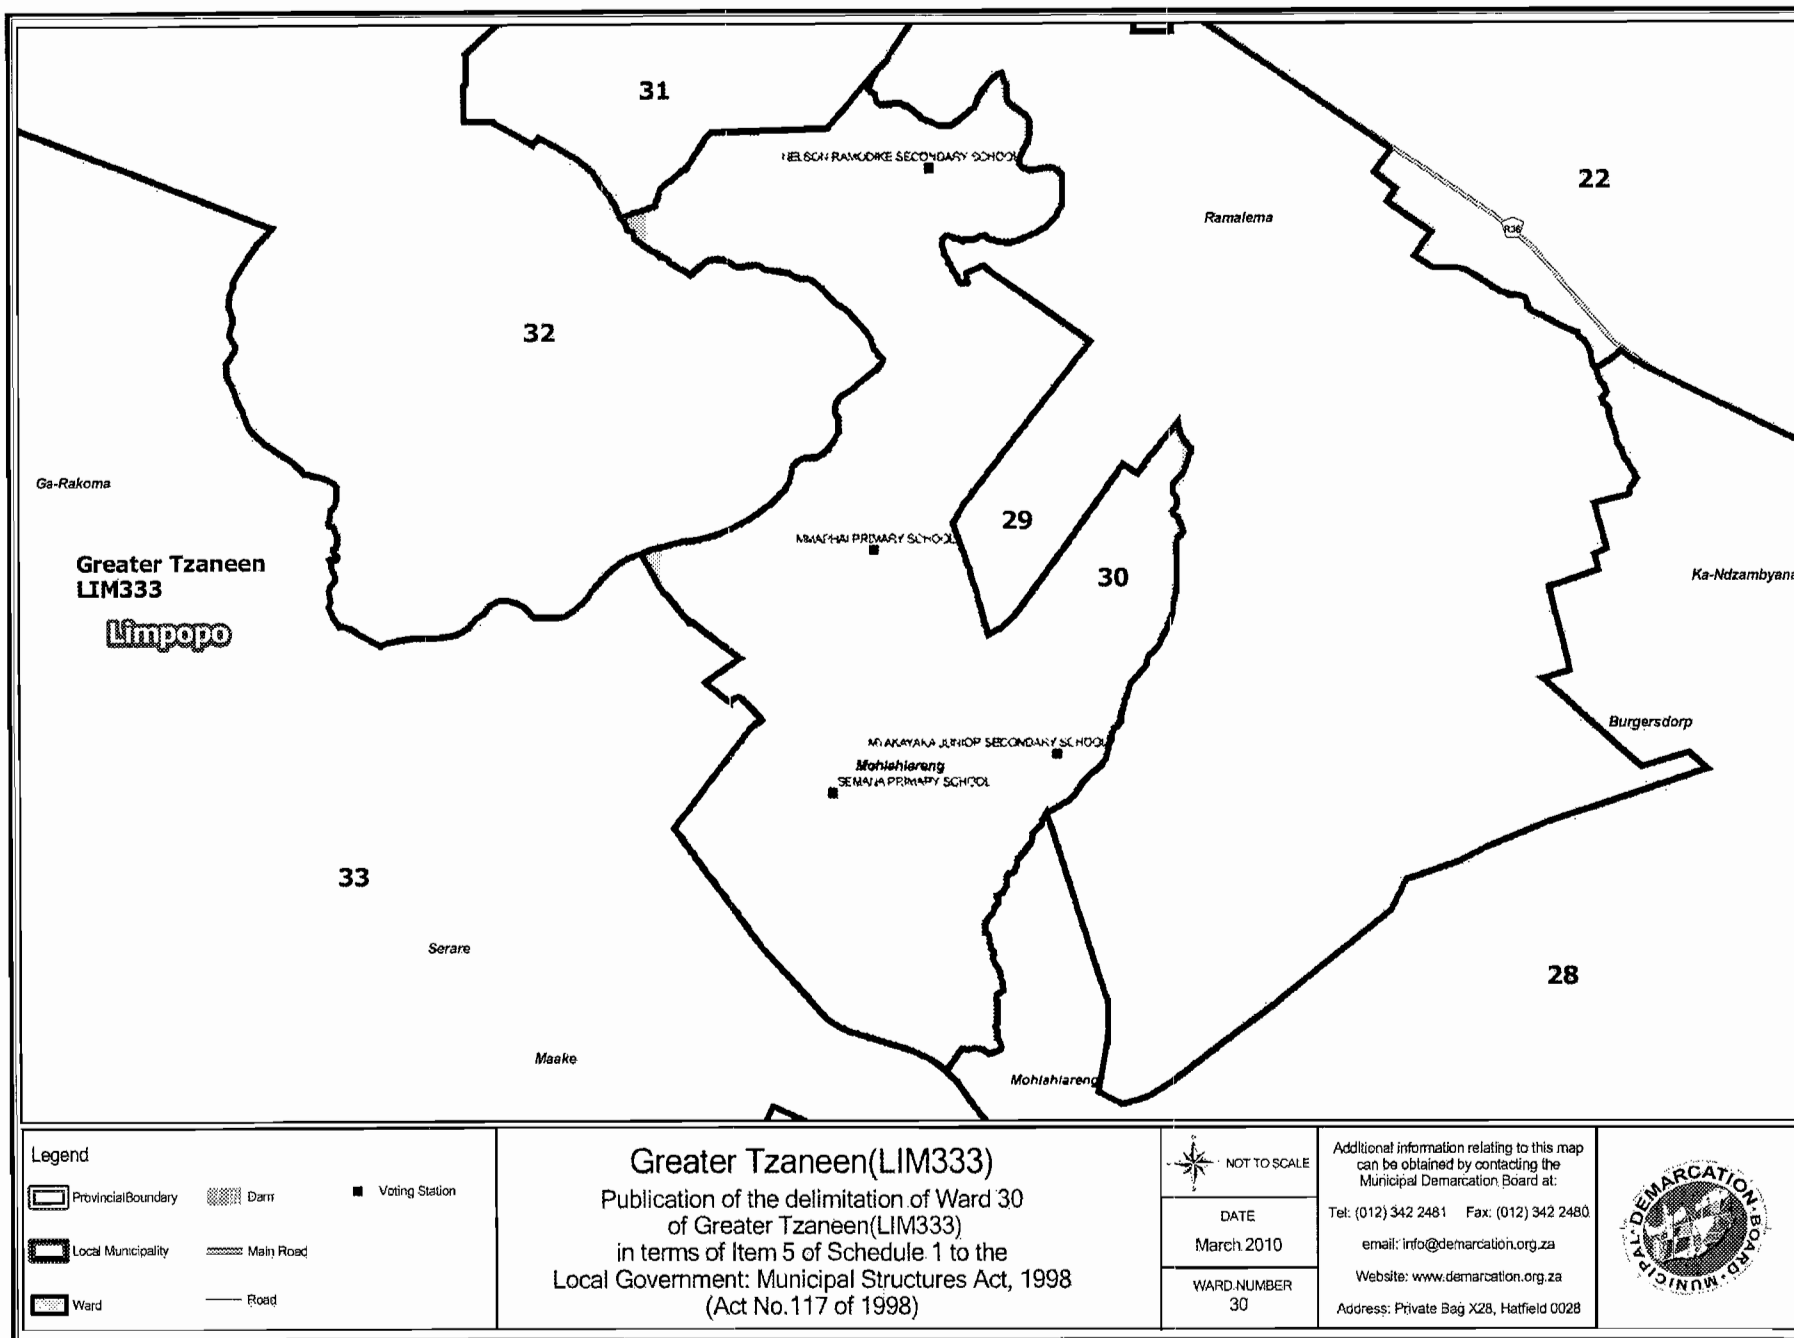 31
NELSON RAMODIKE SECONDARY SCHOOL
22
Ramalema
R36
32
Ga-Rakoma
29
MMAPHAI PRIMARY SCHOOL
30
Greater Tzaneen
LIM333
Limpopo
Ka-Ndzambyana
Burgersdorp
JUNIOR SECONDARY SCHOOL
Mohlahlareng
PRIMARY SCHOOL
33
Serare
28
Maake
Mohlahlareng
Legend
ProvincialBoundary
Dam
Voting Station
Local Municipality
Main Road
Ward
Road
Greater Tzaneen(LIM333)
Publication of the delimitation of Ward 30
of Greater Tzaneen(LIM333)
in terms of Item 5 of Schedule 1 to the
Local Government: Municipal Structures Act, 1998
(Act No.117 of 1998)
NOT TO SCALE
DATE
March 2010
WARD NUMBER
30
Additional information relating to this map
can be obtained by contacting the
Municipal Demarcation Board at:
Tel: (012) 342 2481 Fax: (012) 342 2480
email: info@demarcation.org.za
Website: www.demarcation.org.za
Address: Private Bag X28, Hatfield 0028
MUNICIPAL DEMARCATION BOARD